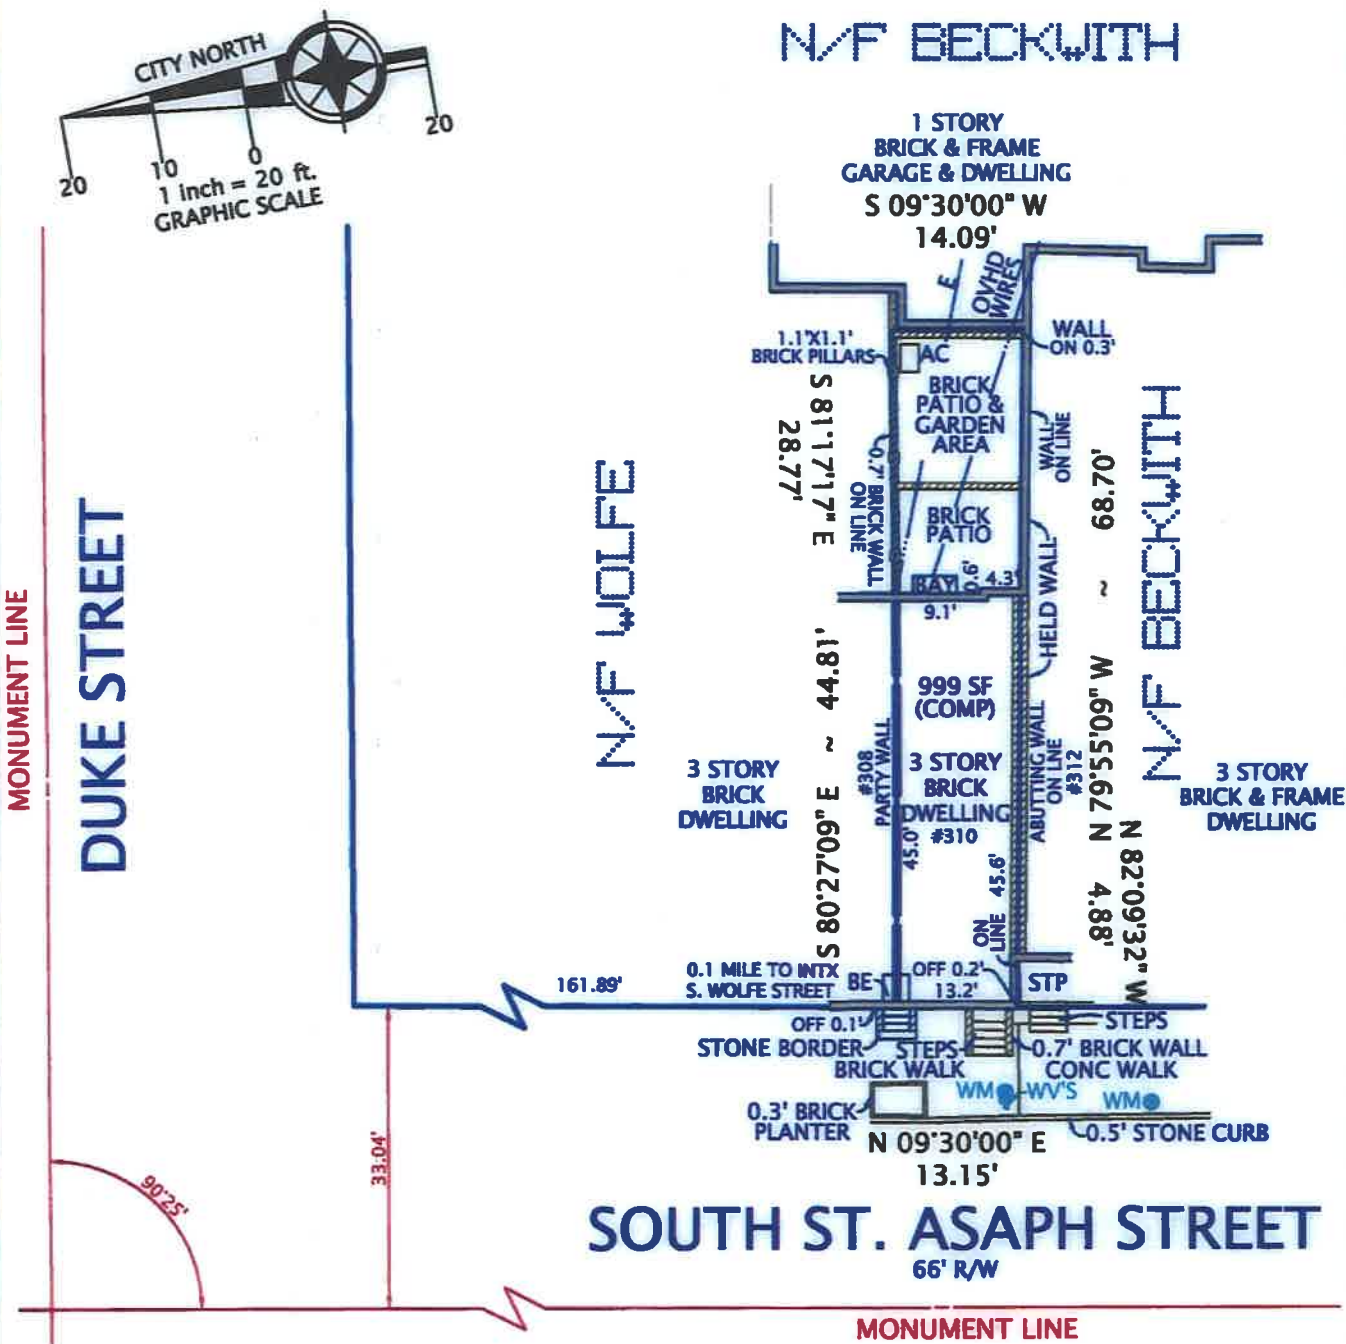 N/F BECKWITH
CITY NORTH
20
10
0
20
1 inch = 20 ft.
GRAPHIC SCALE
1 STORY
BRICK & FRAME
GARAGE & DWELLING
S 09°30'00" W
14.09'
E
OVHD
WIRES
1.1'X1.1'
BRICK PILLARS
AC
WALL
ON 0.3'
BRICK
PATIO &
GARDEN
AREA
S 81°17'17" E
28.77'
0.7' BRICK WALL
ON LINE
WALL
ON LINE
BRICK
PATIO
BAY
0.6'
4.3'
9.1'
HELD WALL
N 79°55'09" W ~ 68.70'
N/F BECKWITH
N/F WOLFE
MONUMENT LINE
DUKE STREET
S 80°27'09" E ~ 44.81'
999 SF
(COMP)
3 STORY
BRICK
DWELLING
#308
PARTY WALL
3 STORY
BRICK
DWELLING
#310
45.0'
45.6'
ABUTTING WALL
ON LNE
#312
3 STORY
BRICK & FRAME
DWELLING
N 82°09'32" W
4.88'
ON
LINE
0.1 MILE TO INTX
S. WOLFE STREET
161.89'
BE
OFF 0.2'
13.2'
STP
OFF 0.1'
STONE BORDER
STEPS
STEPS
BRICK WALK
0.7' BRICK WALL
CONC WALK
WM
WV'S
WM
0.3' BRICK
PLANTER
0.5' STONE CURB
N 09°30'00" E
13.15'
33.04'
90°25'
SOUTH ST. ASAPH STREET
66' R/W
MONUMENT LINE